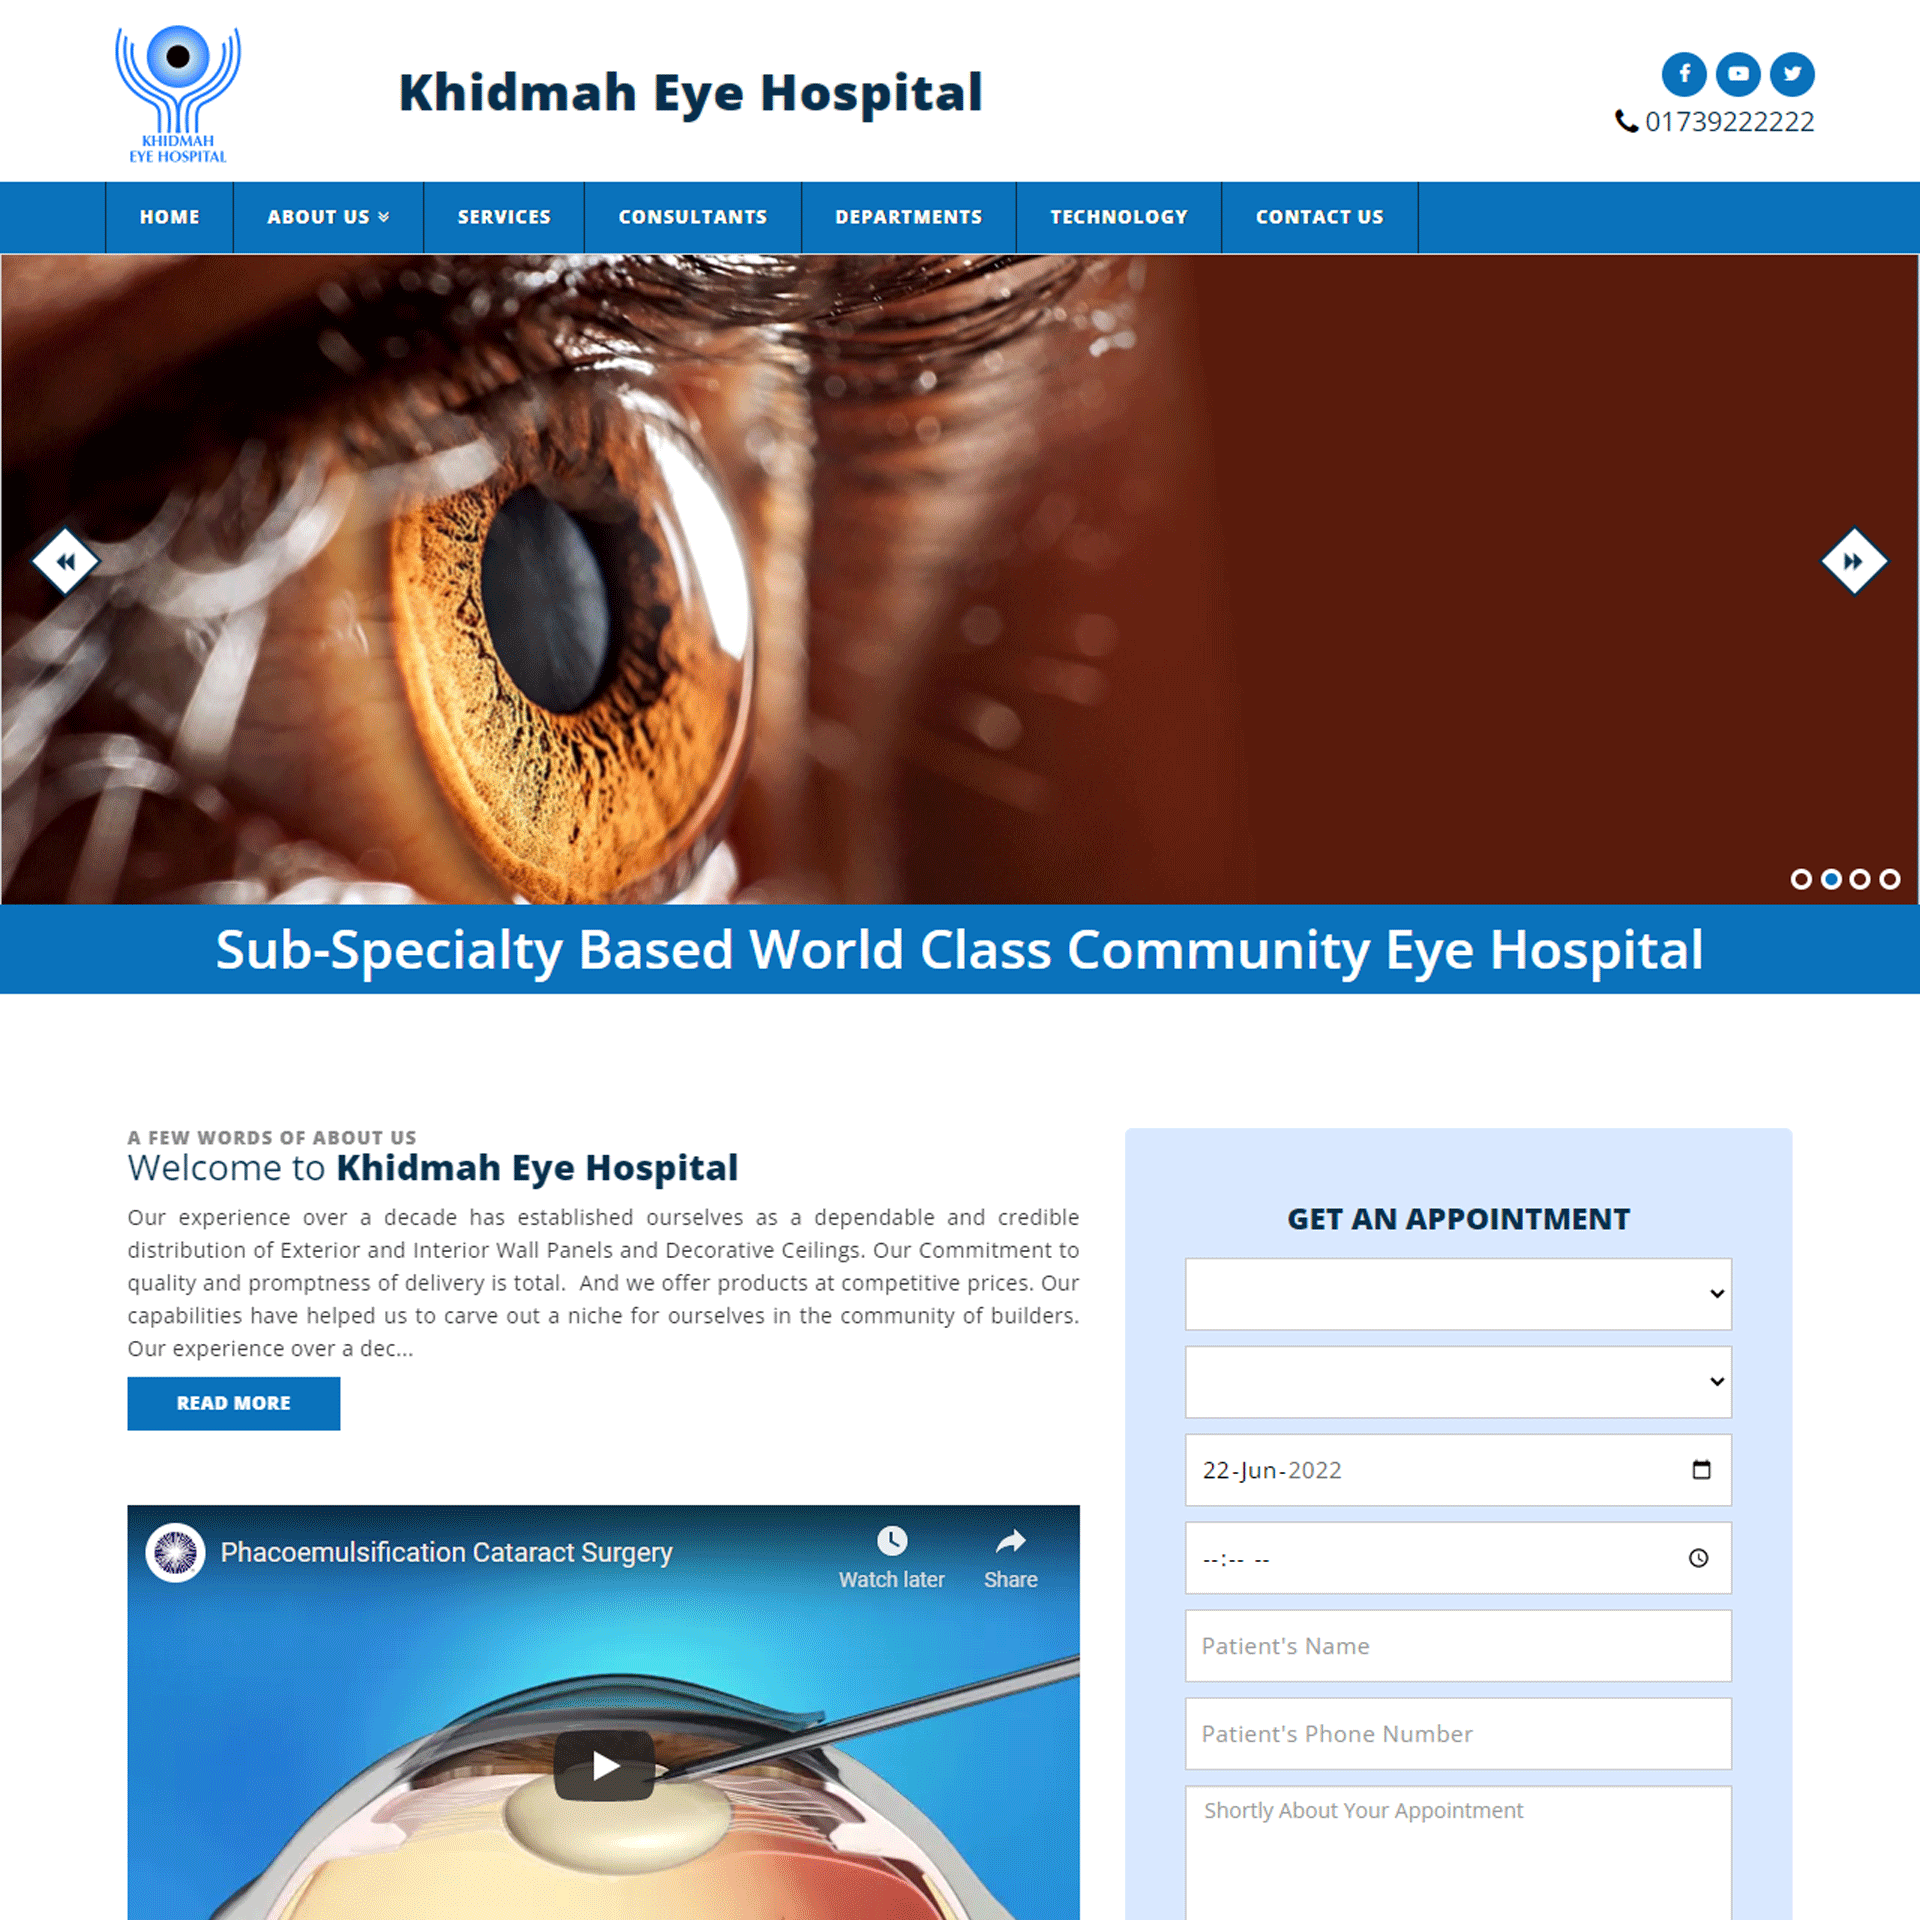 KHIDMAH
EYE HOSPITAL
Khidmah Eye Hospital
01739222222
HOME
ABOUT US
SERVICES
CONSULTANTS
DEPARTMENTS
TECHNOLOGY
CONTACT US
Sub-Specialty Based World Class Community Eye Hospital
A FEW WORDS OF ABOUT US
Welcome to Khidmah Eye Hospital
Our experience over a decade has established ourselves as a dependable and credible
distribution of Exterior and Interior Wall Panels and Decorative Ceilings. Our Commitment to
quality and promptness of delivery is total.  And we offer products at competitive prices. Our
capabilities have helped us to carve out a niche for ourselves in the community of builders.
Our experience over a dec...
READ MORE
Phacoemulsification Cataract Surgery
Watch later
Share
GET AN APPOINTMENT
22-Jun-2022
--:-- --
Patient's Name
Patient's Phone Number
Shortly About Your Appointment